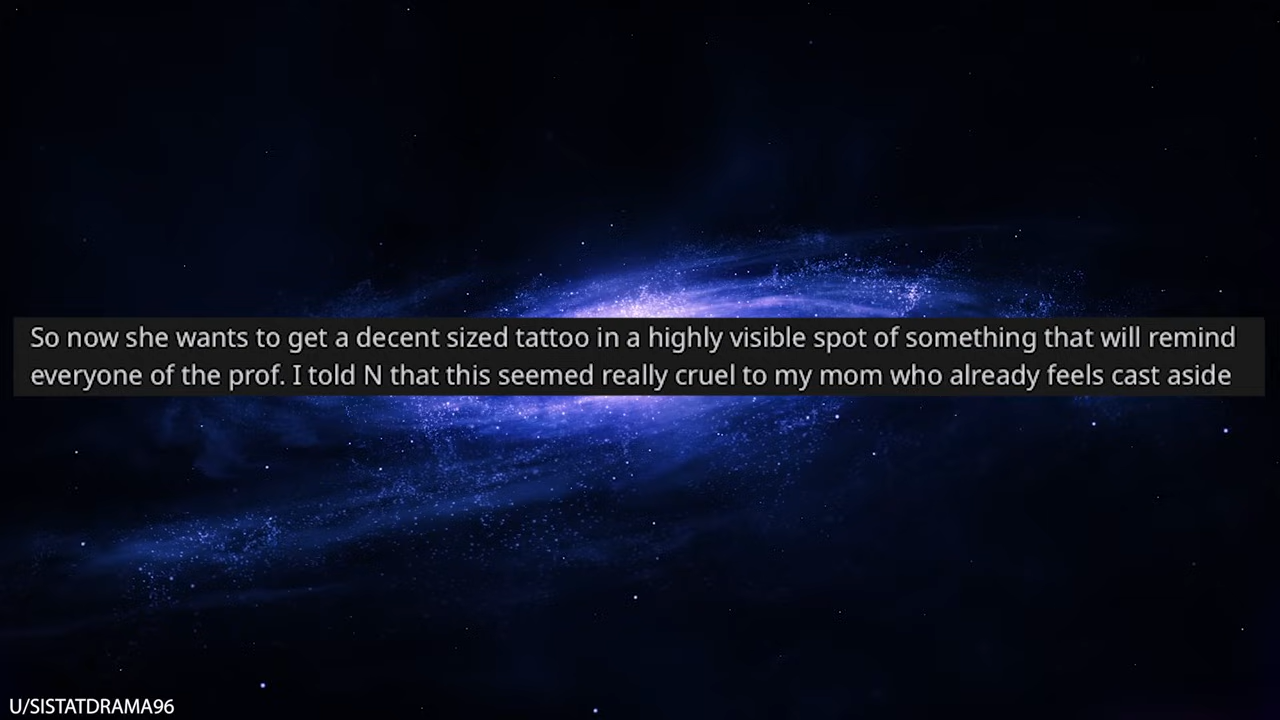 So now she wants to get a decent sized tattoo in a highly visible spot of something that will remind
everyone of the prof. I told N that this seemed really cruel to my mom who already feels cast aside
U/SISTATDRAMA96